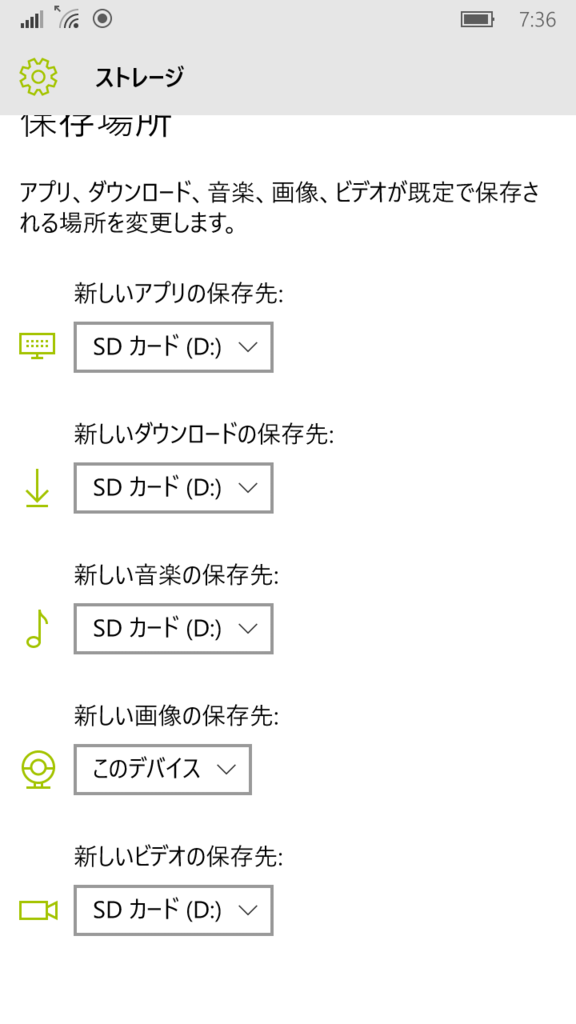 7:36
ストレージ
保存場所
アプリ、ダウンロード、音楽、画像、ビデオが既定で保存さ
れる場所を変更します。
新しいアプリの保存先:
SD カード (D:)
新しいダウンロードの保存先:
SD カード (D:)
新しい音楽の保存先:
SD カード (D:)
新しい画像の保存先:
このデバイス
新しいビデオの保存先:
SD カード (D:)